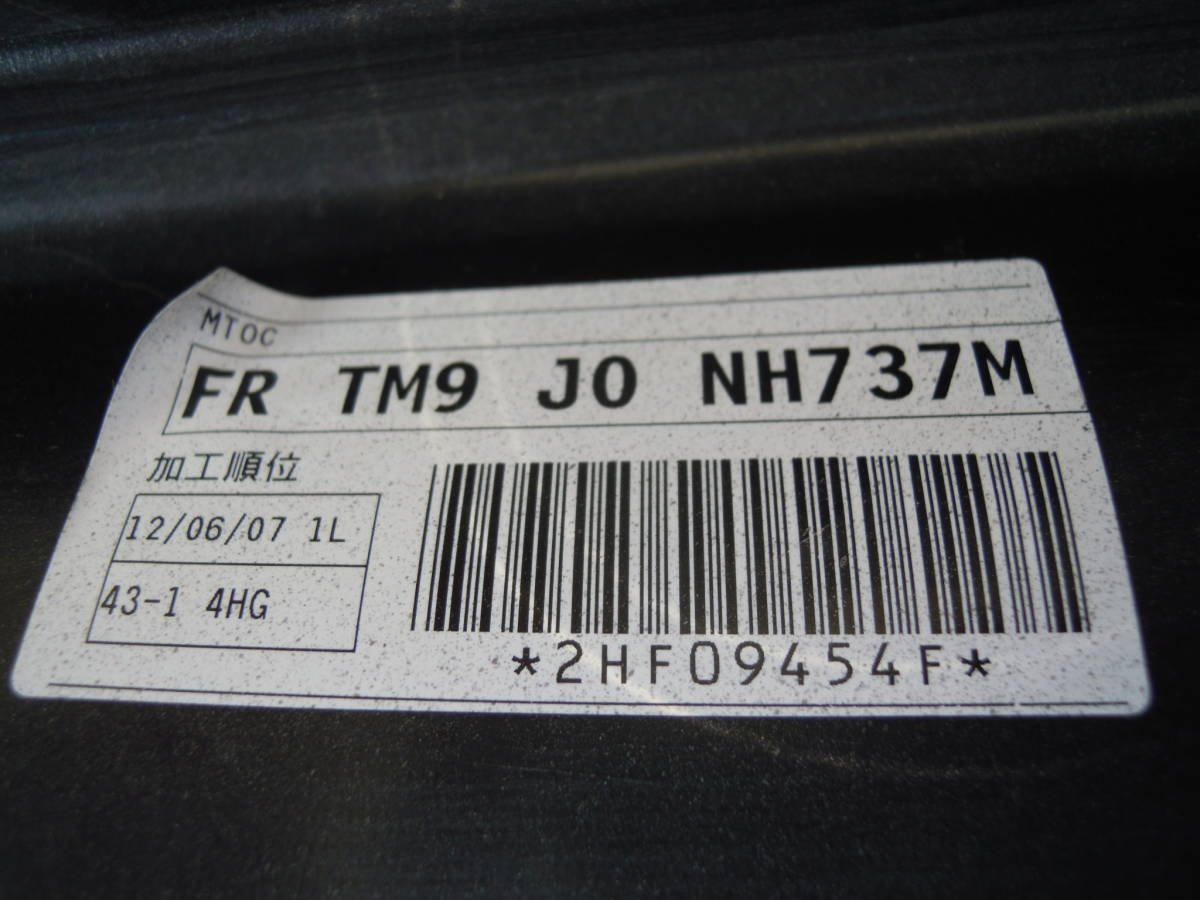 MTOC
FR TM9 J0 NH737M
加工順位
12/06/07 1L
43-1 4HG
*2HF09454F*